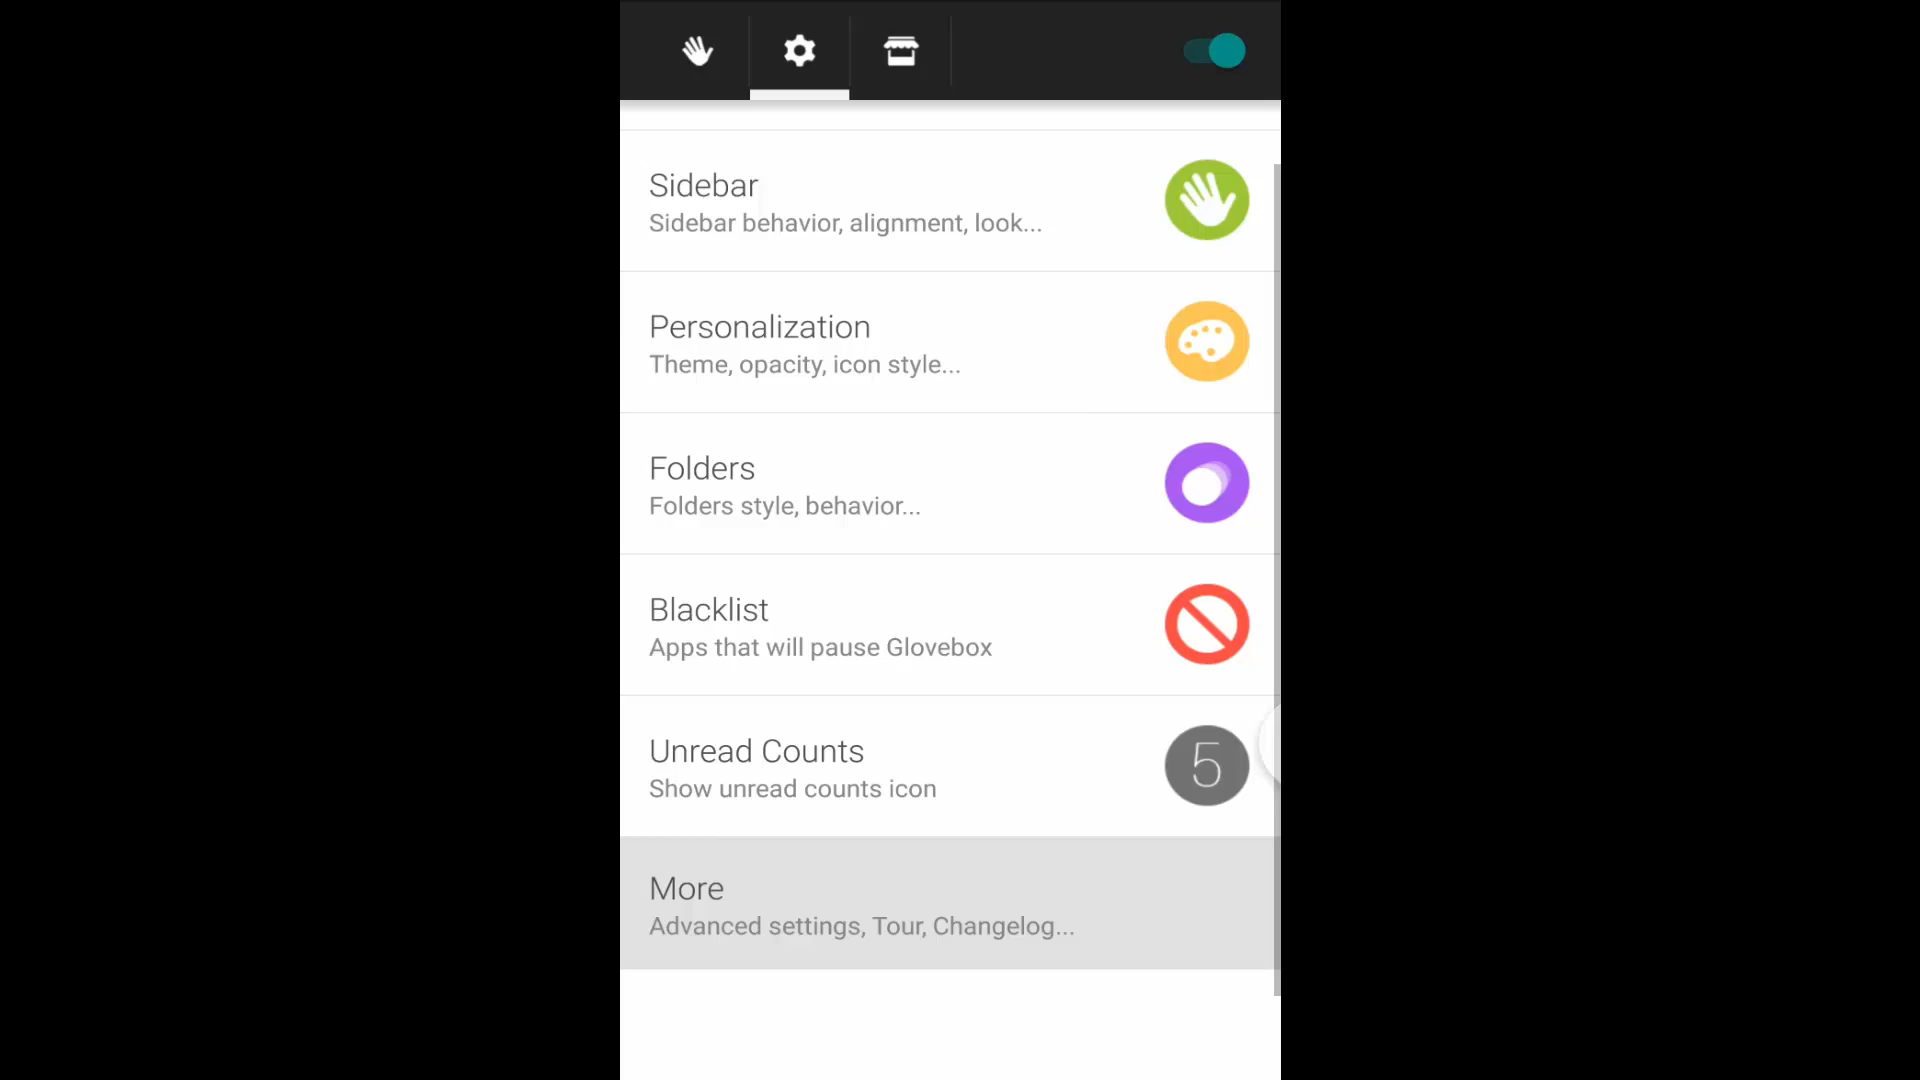 Sidebar
Sidebar behavior, alignment, look...
Personalization
Theme, opacity, icon style...
Folders
Folders style, behavior...
Blacklist
Apps that will pause Glovebox
Unread Counts
Show unread counts icon
5
More
Advanced settings, Tour, Changelog...